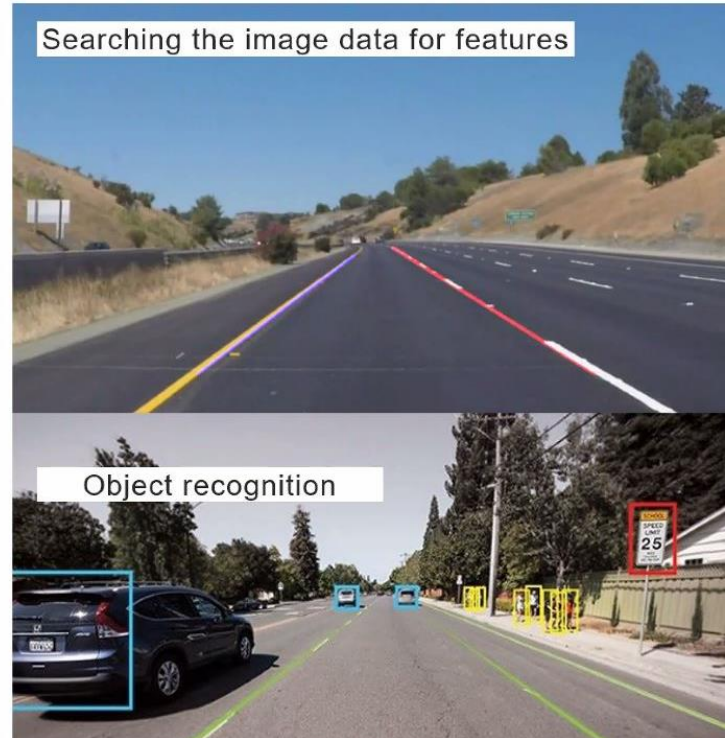 Searching the image data for features
Object recognition
SCHOOL
SPEED
LIMIT
25